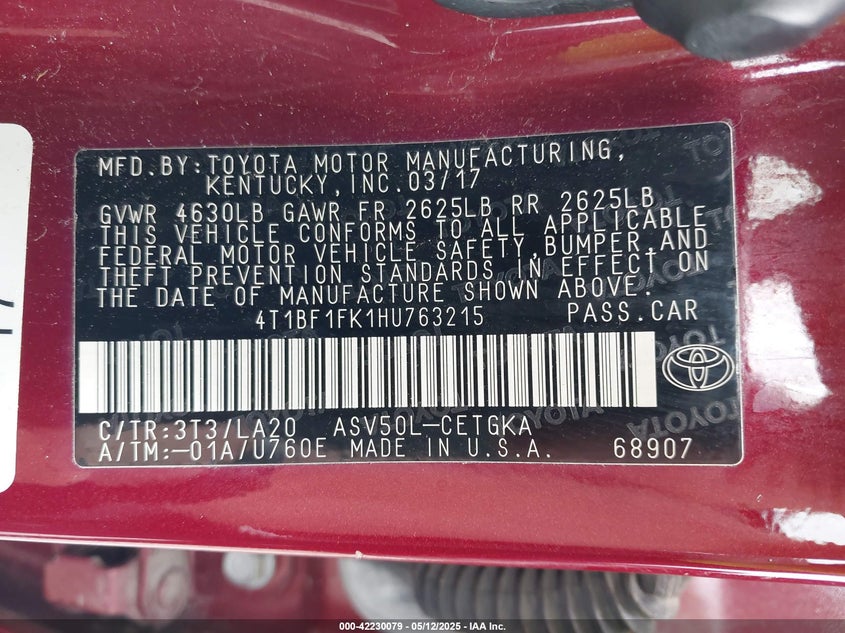 MFD.BY:TOYOTA MOTOR MANUFACTURING,
KENTUCKY,INC.03/17
GVWR 4630LB GAWR FR 2625LB RR 2625LB
THIS VEHICLE CONFORMS TO ALL APPLICABLE
FEDERAL MOTOR VEHICLE SAFETY,BUMPER,AND
THEFT PREVENTION STANDARDS IN EFFECT ON
THE DATE OF MANUFACTURE SHOWN ABOVE.
4T1BF1FK1HU763215 PASS.CAR
C/TR:3T3/LA20 ASV50L-CETGKA
A/TM:-01A/U760E MADE IN U.S.A. 68907
000-42230079 - 05/12/2025 - IAA Inc.